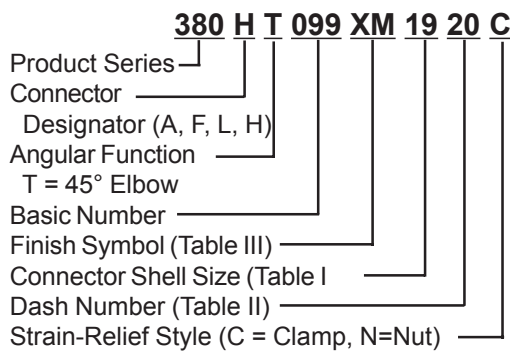 380 H T 099 XM 19 20 C
Product Series
Connector
Designator (A, F, L, H)
Angular Function
T = 45° Elbow
Basic Number
Finish Symbol (Table III)
Connector Shell Size (Table I
Dash Number (Table II)
Strain-Relief Style (C = Clamp, N=Nut)